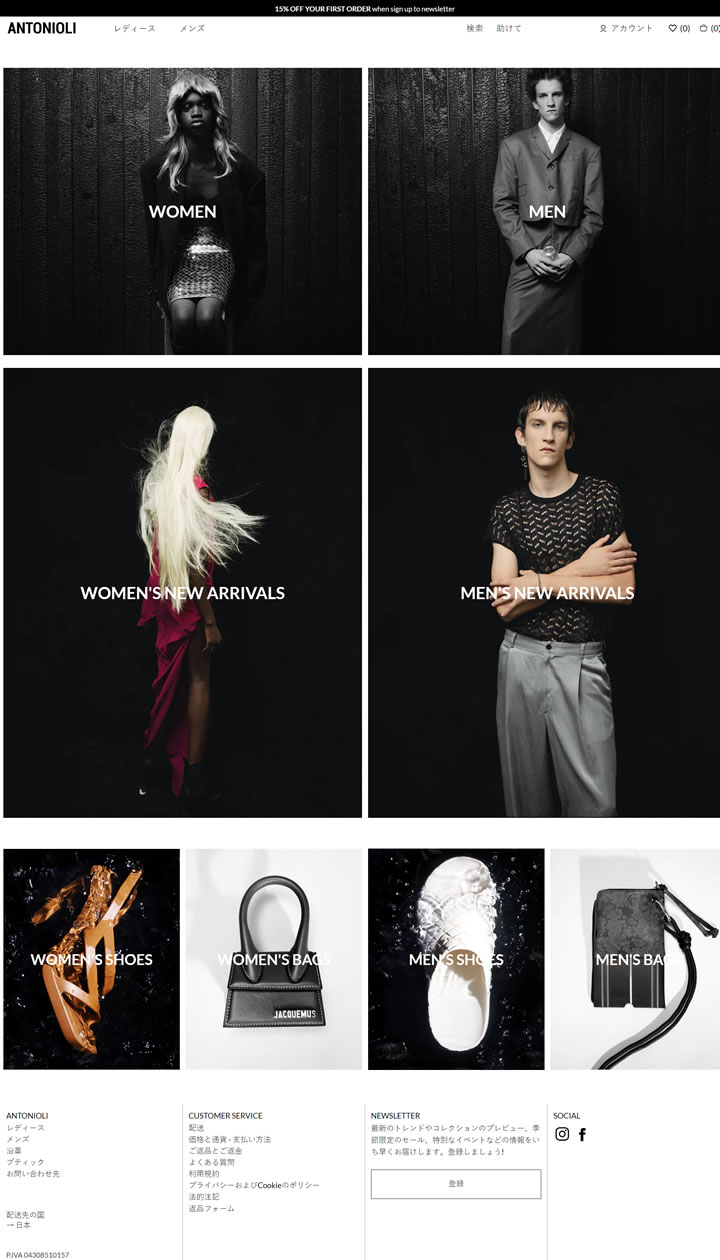 15% OFF YOUR FIRST ORDER when sign up to newsletter
ANTONIOLI レディース メンズ 検索 助けて アカウント (0) (0)
WOMEN MEN
WOMEN'S NEW ARRIVALS MEN'S NEW ARRIVALS
WOMEN'S SHOES WOMEN'S BAGS MEN'S SHOES MEN'S BAGS
JACQUEMUS
ANTONIOLI
レディース
メンズ
沿革
ブティック
お問い合わせ先
配送先の国
→ 日本
P.IVA 04308510157
CUSTOMER SERVICE
配送
価格と通貨 - 支払い方法
ご返品とご返金
よくある質問
利用規約
プライバシーおよびCookieのポリシー
法的注記
返品フォーム
NEWSLETTER
最新のトレンドやコレクションのプレビュー、季
節限定のセール、特別なイベントなどの情報をい
ち早くお届けします。登録しましょう!
登録
SOCIAL